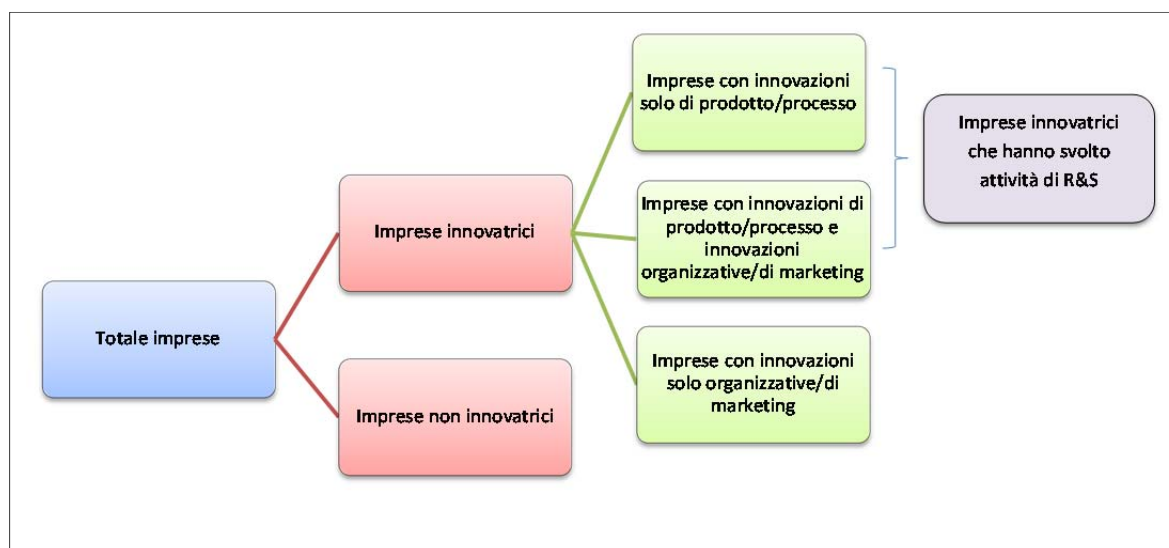 Imprese con innovazioni
solo di prodotto/processo
Imprese innovatrici
che hanno svolto
attività di R&S
Imprese innovatrici
Imprese con innovazioni di
prodotto/processo e
innovazioni
organizzative/di marketing
Totale imprese
Imprese con innovazioni
solo organizzative/di
marketing
Imprese non innovatrici